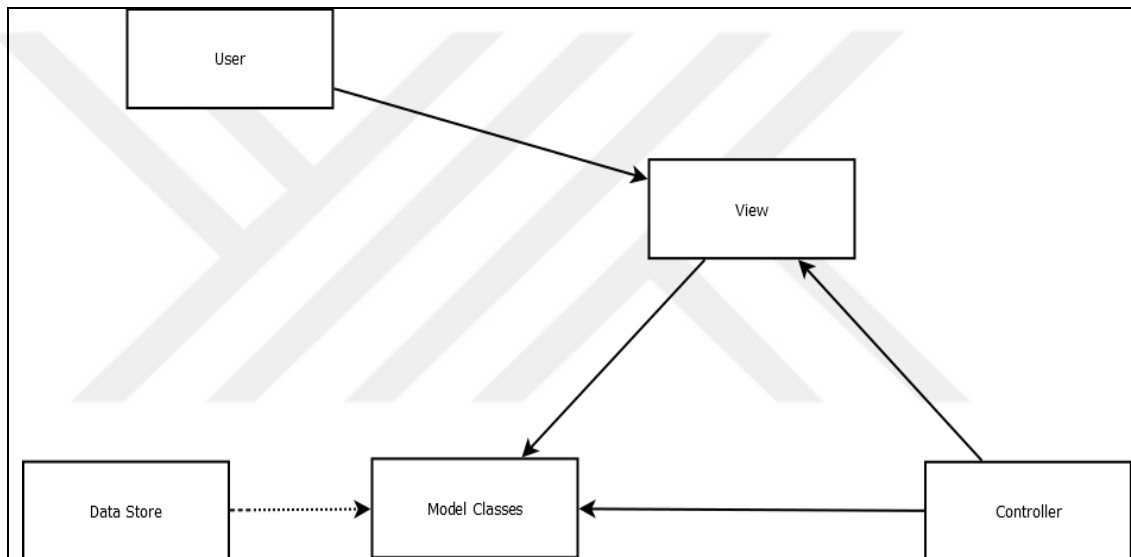 User
View
Data Store
Model Classes
Controller